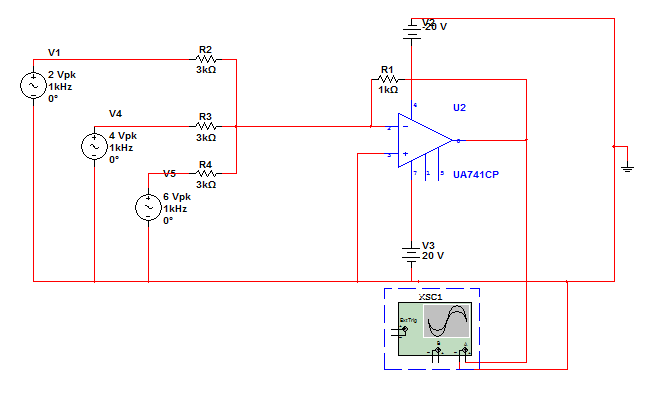 V2
-20 V
V1
2 Vpk
1kHz
0°
R2
3kΩ
R1
1kΩ
4
U2
V4
4 Vpk
1kHz
0°
R3
3kΩ
2
6
3
V5
6 Vpk
1kHz
0°
R4
3kΩ
7
1
5
UA741CP
V3
20 V
XSC1
Ext Trig
+
_
B
A
+
_
+
_